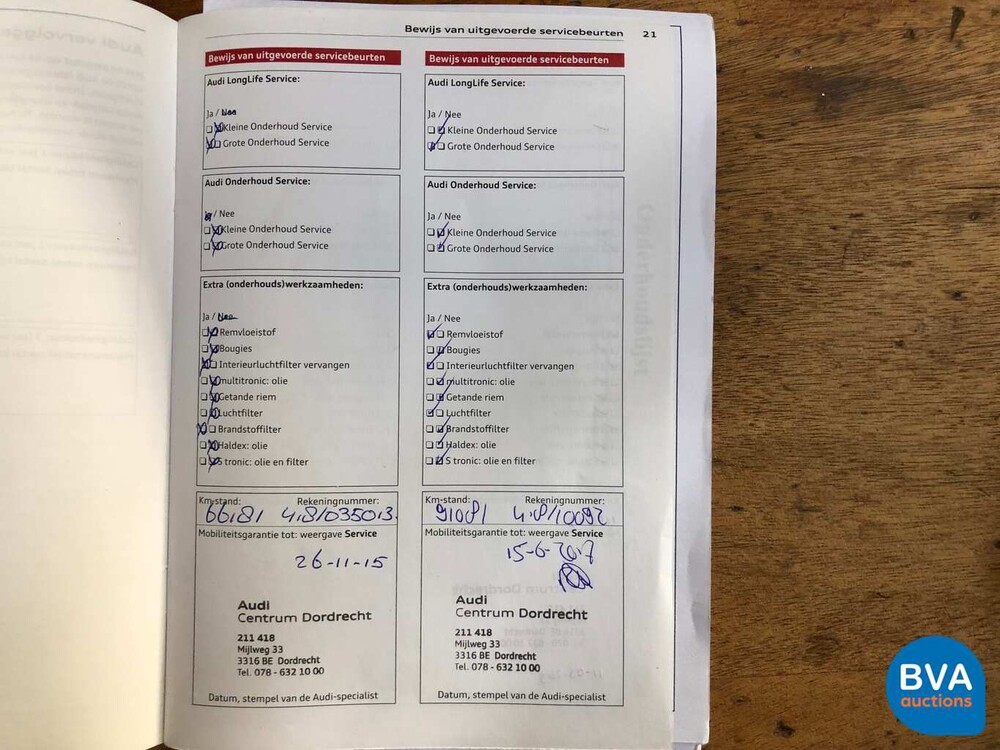 Bewijs van uitgevoerde servicebeurten 21
Bewijs van uitgevoerde servicebeurten
Audi LongLife Service:
Ja / Nee
Kleine Onderhoud Service
Grote Onderhoud Service
Audi Onderhoud Service:
Ja / Nee
Kleine Onderhoud Service
Grote Onderhoud Service
Extra (onderhouds)werkzaamheden:
Ja / Nee
Remvloeistof
Bougies
Interieurluchtfilter vervangen
multitronic: olie
Getande riem
Luchtfilter
Brandstoffilter
Haldex: olie
S tronic: olie en filter
Km-stand: Rekeningnummer:
66181 4.8/035013
Mobiliteitsgarantie tot: weergave Service
26-11-15
Audi
Centrum Dordrecht
211 418
Mijlweg 33
3316 BE Dordrecht
Tel. 078 - 632 10 00
Datum, stempel van de Audi-specialist
Bewijs van uitgevoerde servicebeurten
Audi LongLife Service:
Ja / Nee
Kleine Onderhoud Service
Grote Onderhoud Service
Audi Onderhoud Service:
Ja / Nee
Kleine Onderhoud Service
Grote Onderhoud Service
Extra (onderhouds)werkzaamheden:
Ja / Nee
Remvloeistof
Bougies
Interieurluchtfilter vervangen
multitronic: olie
Getande riem
Luchtfilter
Brandstoffilter
Haldex: olie
S tronic: olie en filter
Km-stand: Rekeningnummer:
91081
Mobiliteitsgarantie tot: weergave Service
15-6-2017
Audi
Centrum Dordrecht
211 418
Mijlweg 33
3316 BE Dordrecht
Tel. 078 - 632 10 00
Datum, stempel van de Audi-specialist
BVA
auctions